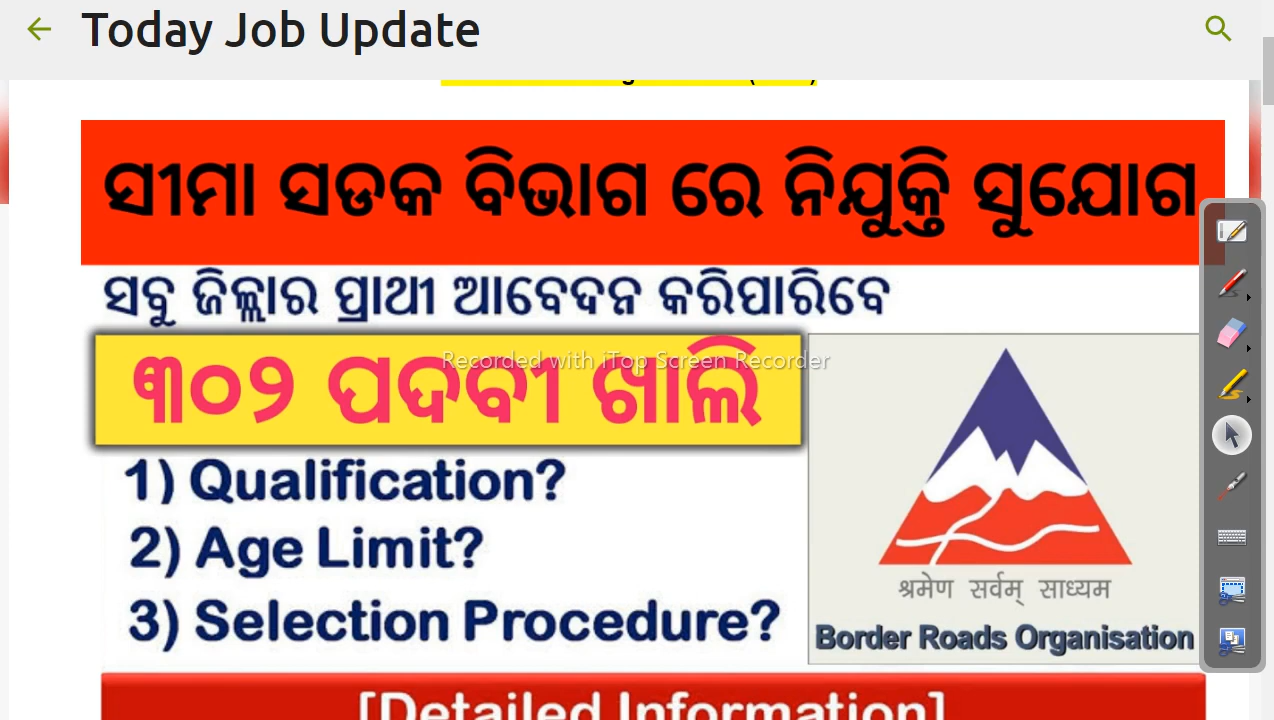 Today Job Update
ସୀମା ସଡକ ବିଭାଗ ରେ ନିଯୁକ୍ତି ସୁଯୋଗ
ସବୁ ଜିଲ୍ଲାର ପ୍ରାଥୀ ଆବେଦନ କରିପାରିବେ
୩୦୨ ପଦବୀ ଖାଲି
Recorded with iTop Screen Recorder
1) Qualification?
2) Age Limit?
3) Selection Procedure?
श्रमेण सर्वम् साध्यम
Border Roads Organisation
[Detailed Information]